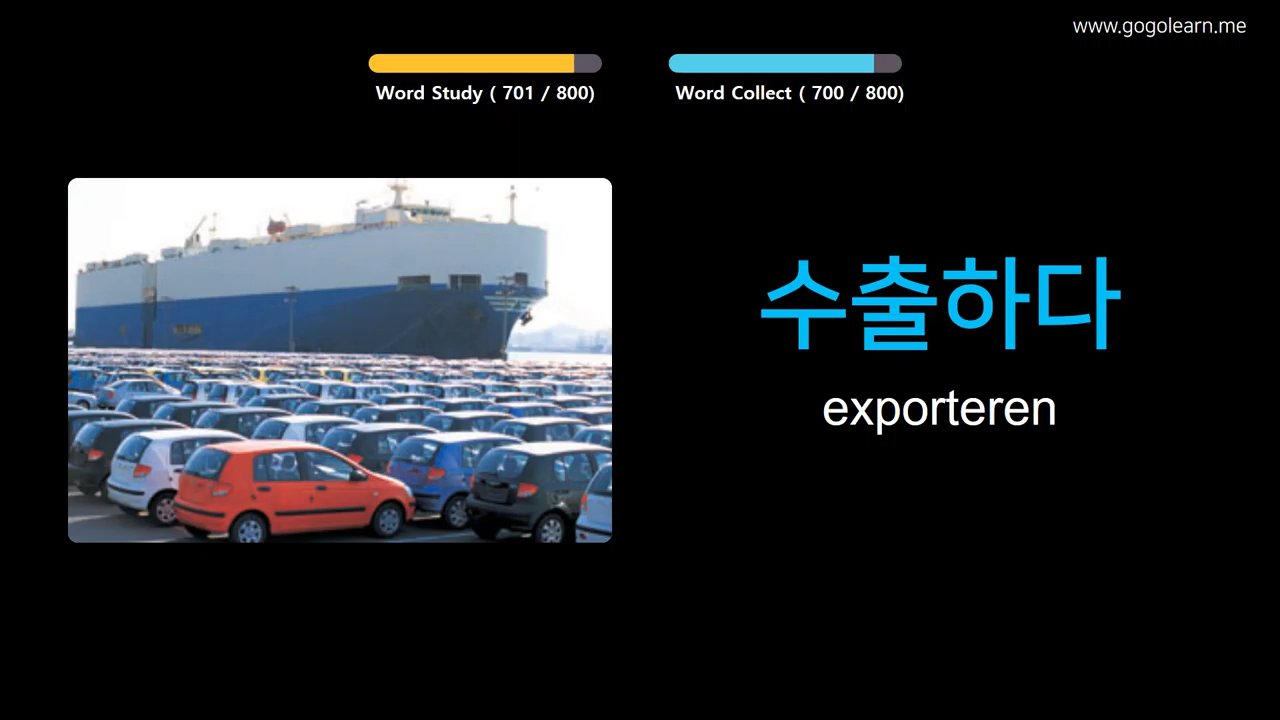 www.gogolearn.me
Word Study ( 701 / 800)
Word Collect ( 700 / 800)
수출하다
exporteren